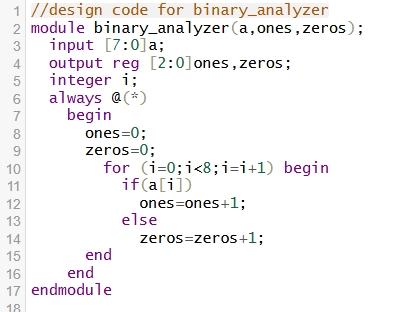 1 //design code for binary_analyzer
2 module binary_analyzer(a,ones,zeros);
3   input [7:0]a;
4   output reg [2:0]ones,zeros;
5   integer i;
6   always @(*)
7     begin
8       ones=0;
9       zeros=0;
10         for (i=0;i<8;i=i+1) begin
11           if(a[i])
12             ones=ones+1;
13           else
14             zeros=zeros+1;
15       end
16     end
17 endmodule
18